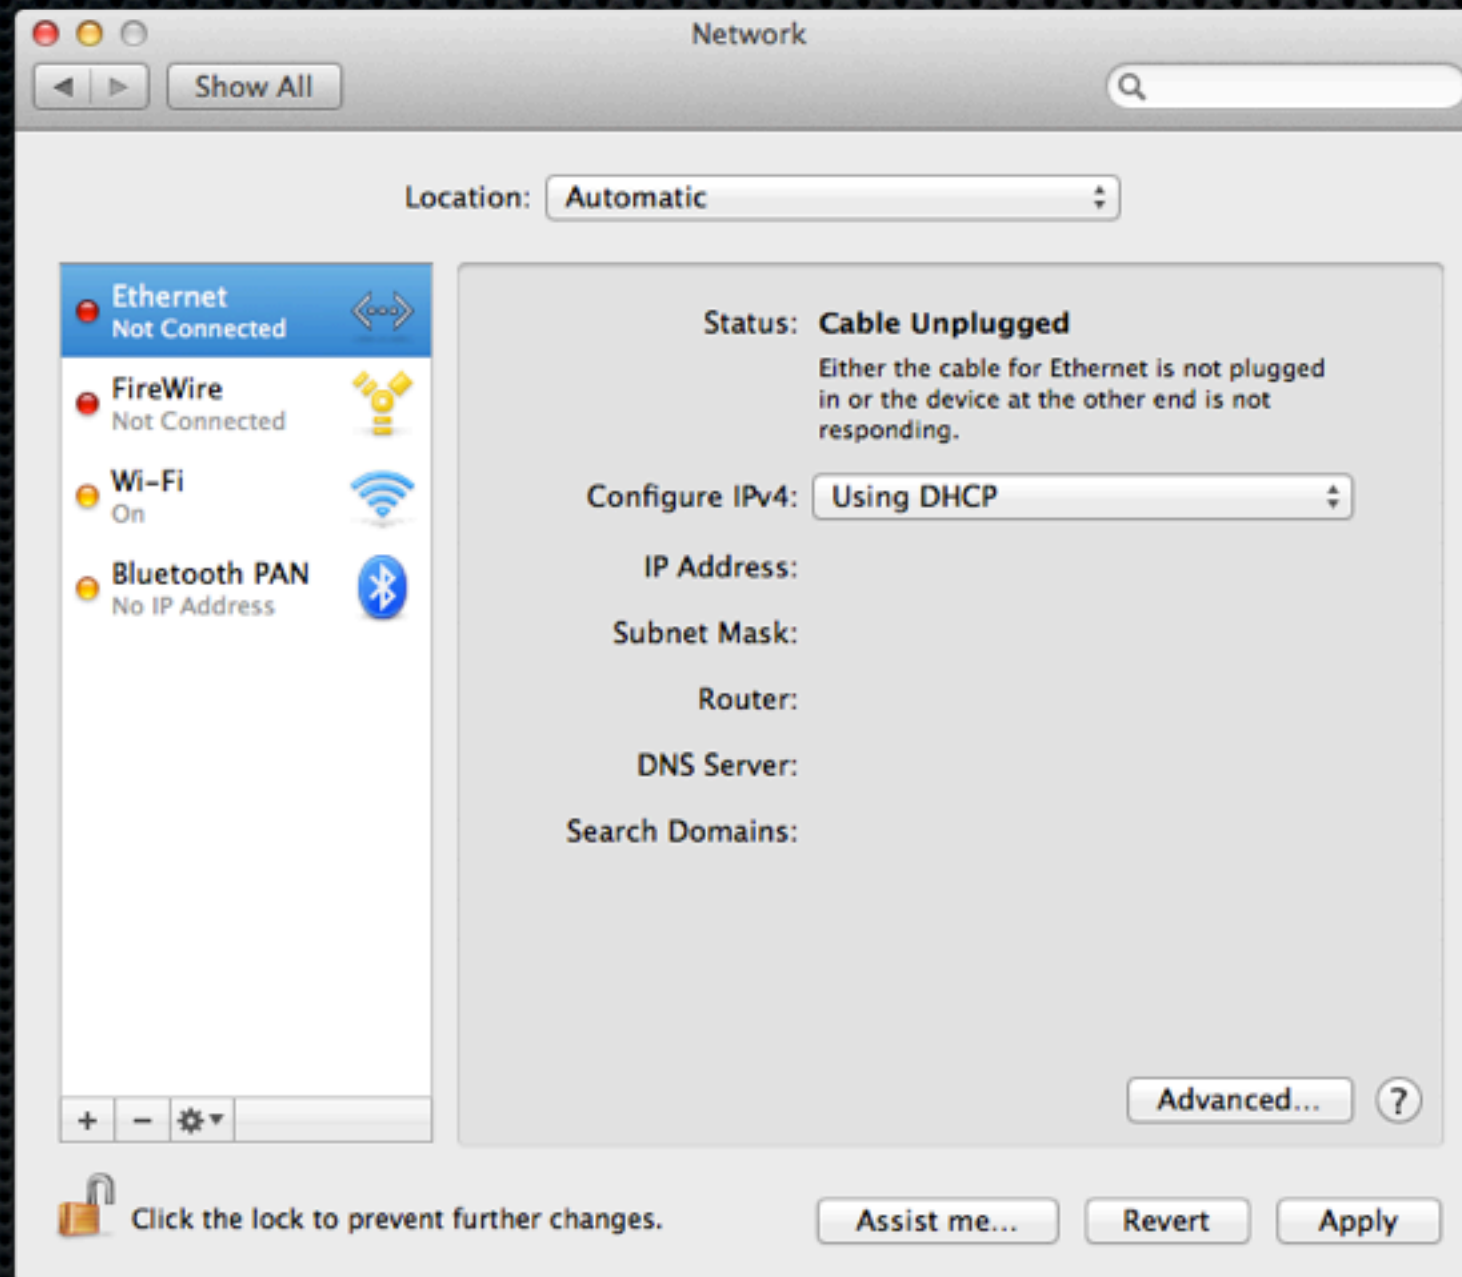 Network
Show All
Location: Automatic
Ethernet
Not Connected
FireWire
Not Connected
Wi-Fi
On
Bluetooth PAN
No IP Address
Status: Cable Unplugged
Either the cable for Ethernet is not plugged
in or the device at the other end is not
responding.
Configure IPv4: Using DHCP
IP Address:
Subnet Mask:
Router:
DNS Server:
Search Domains:
Advanced... ?
Click the lock to prevent further changes.
Assist me... Revert Apply